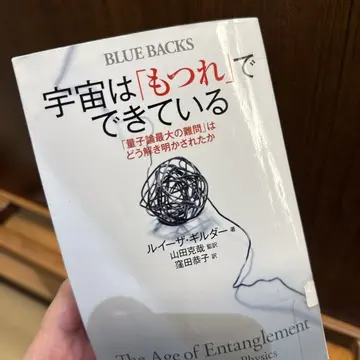 BLUE BACKS
宇宙は「もつれ」で
できている
「量子論最大の難問」は
どう解き明かされたか
ルイーザ・ギルダー 著
山田克哉 監訳
窪田恭子 訳
The Age of Entanglement
Physics